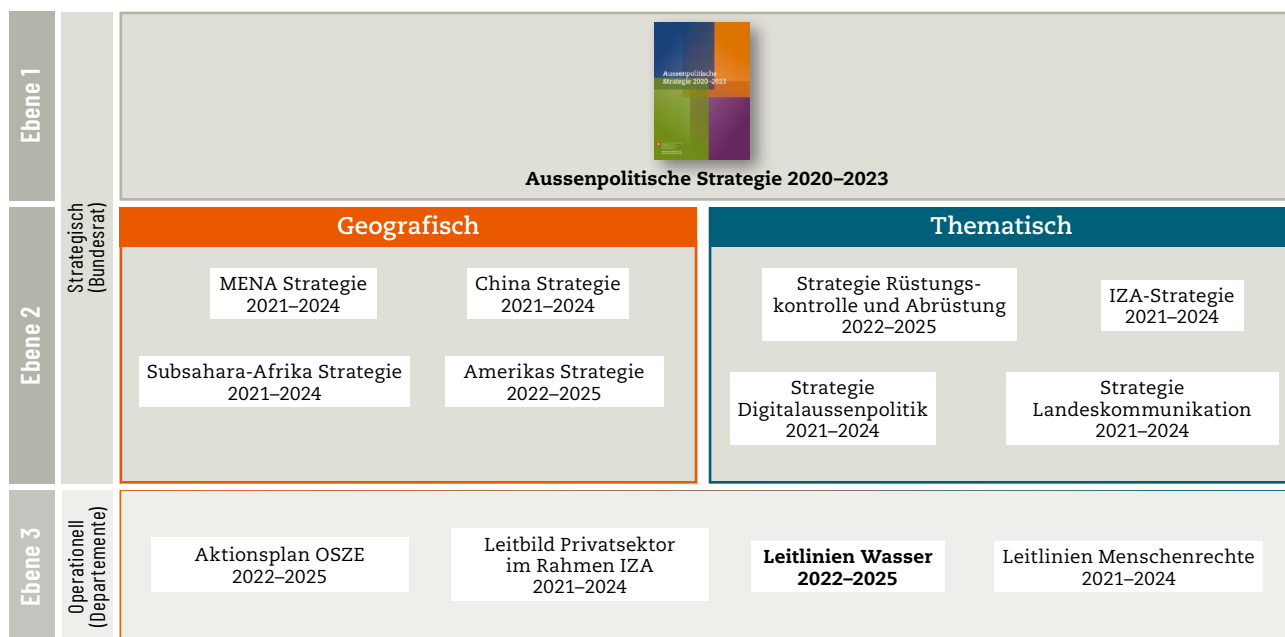 Ebene 1
Strategisch
(Bundesrat)
Aussenpolitische
Strategie 2020–2023
Aussenpolitische Strategie 2020–2023
Ebene 2
Geografisch
MENA Strategie
2021–2024
China Strategie
2021–2024
Subsahara-Afrika Strategie
2021–2024
Amerikas Strategie
2022–2025
Thematisch
Strategie Rüstungs-
kontrolle und Abrüstung
2022–2025
IZA-Strategie
2021–2024
Strategie
Digitalaussenpolitik
2021–2024
Strategie
Landeskommunikation
2021–2024
Ebene 3
Operationell
(Departemente)
Aktionsplan OSZE
2022–2025
Leitbild Privatsektor
im Rahmen IZA
2021–2024
Leitlinien Wasser
2022–2025
Leitlinien Menschenrechte
2021–2024